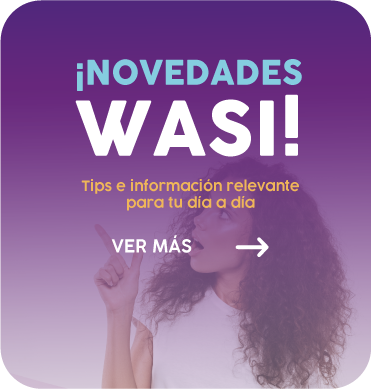 ¡NOVEDADES
WASI!
Tips e información relevante
para tu día a día
VER MÁS